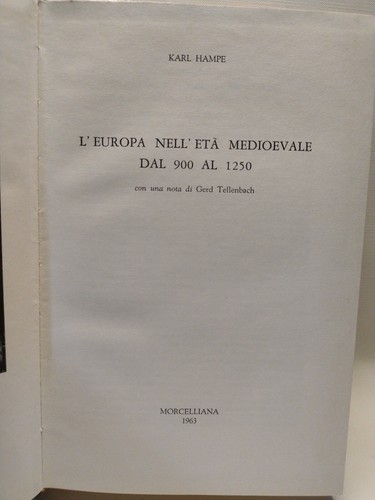 KARL HAMPE
L'EUROPA NELL'ETÀ MEDIOEVALE
DAL 900 AL 1250
con una nota di Gerd Tellenbach
MORCELLIANA
1963